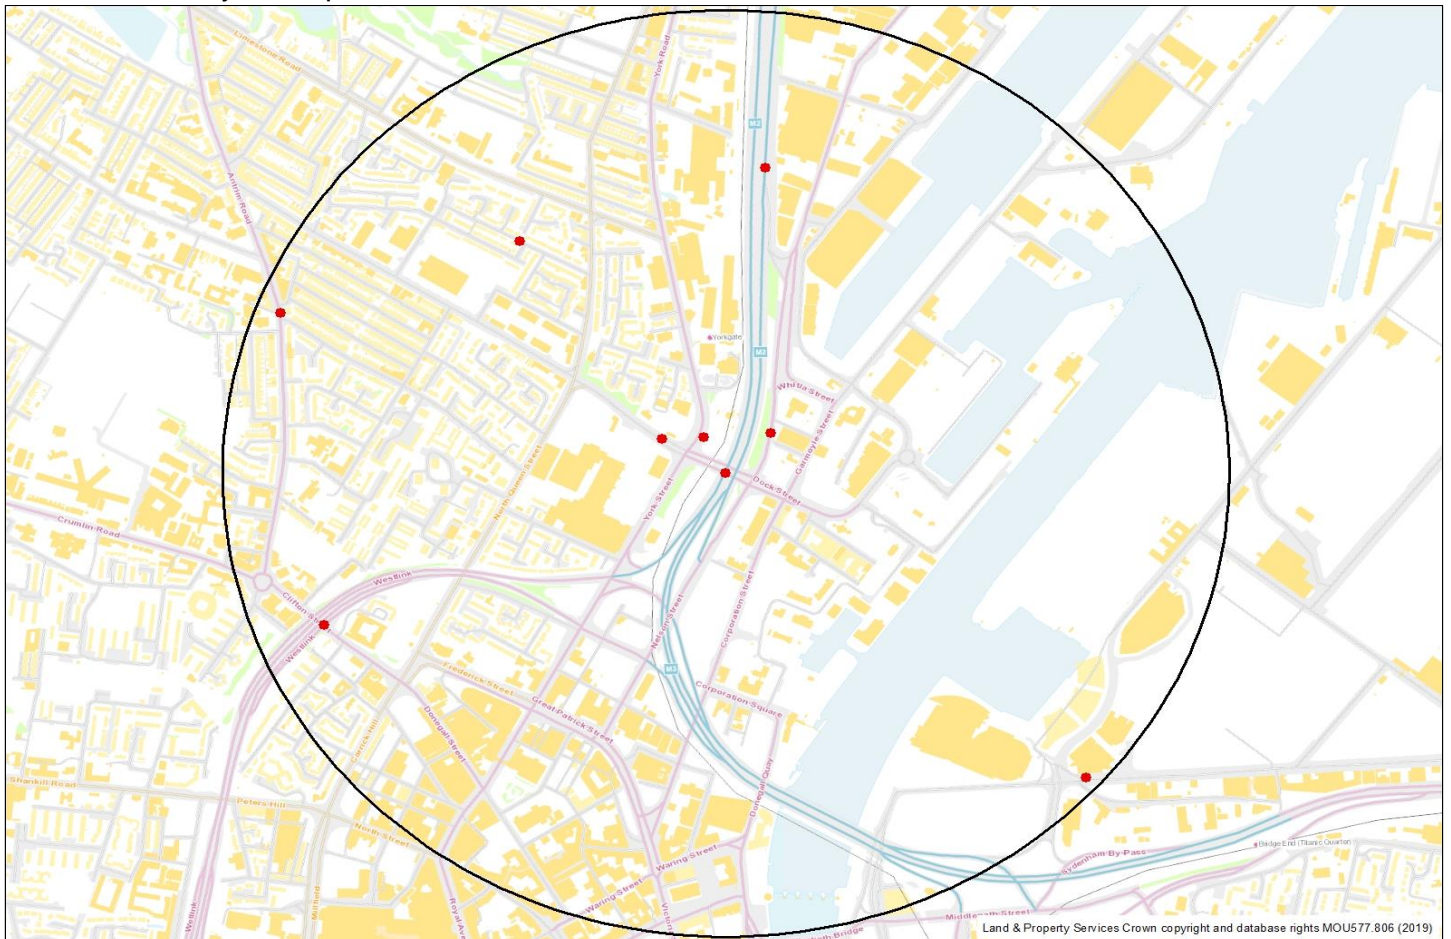 Limestone Road
York Road
M2
Antrim Road
Yorkgate
M2
Whitla Street
Garmoyle Street
North Queen Street
York Street
Dock Street
Crumlin Road
Westlink
Clifton Street
Westlink
Nelson Street
Corporation Street
M3
Frederick Street
Great Patrick Street
Corporation Square
Donegall Street
Carrick Hill
Donegall Quay
Shankill Road
Peters Hill
North Street
Waring Street
Bridge End (Titanic Quarter)
Sydenham By-Pass
Waring Street
Millfield
Westlink
Middlepath Street
Land & Property Services Crown copyright and database rights MOU577.806 (2019)